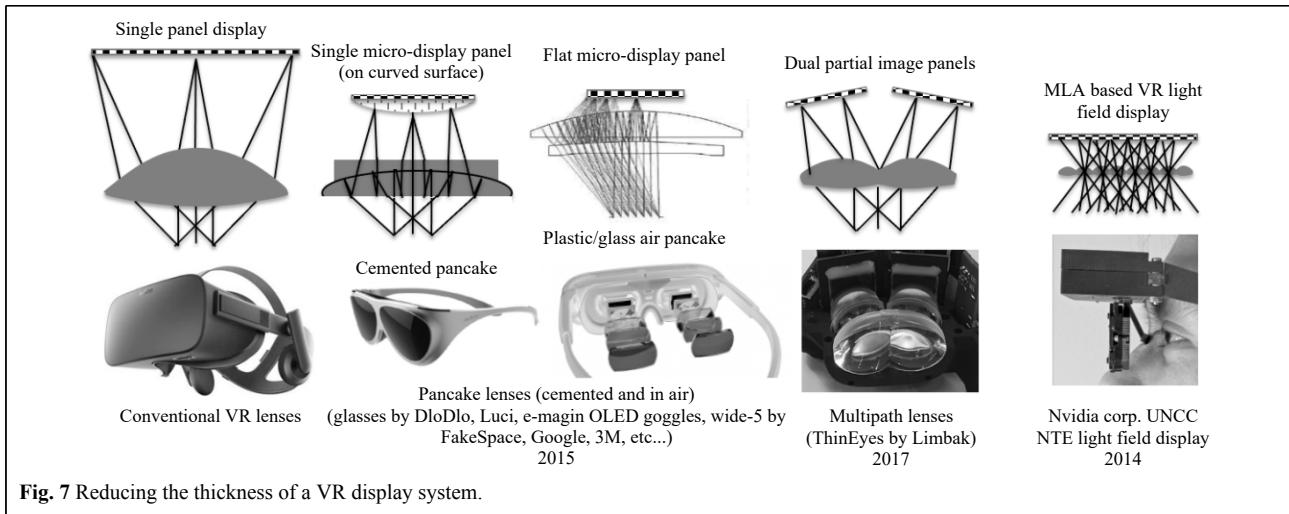 Single panel display
Single micro-display panel
(on curved surface)
Flat micro-display panel
Dual partial image panels
MLA based VR light
field display
Cemented pancake
Plastic/glass air pancake
Conventional VR lenses
Pancake lenses (cemented and in air)
(glasses by DloDlo, Luci, e-magin OLED goggles, wide-5 by
FakeSpace, Google, 3M, etc...)
2015
Multipath lenses
(ThinEyes by Limbak)
2017
Nvidia corp. UNCC
NTE light field display
2014
Fig. 7 Reducing the thickness of a VR display system.